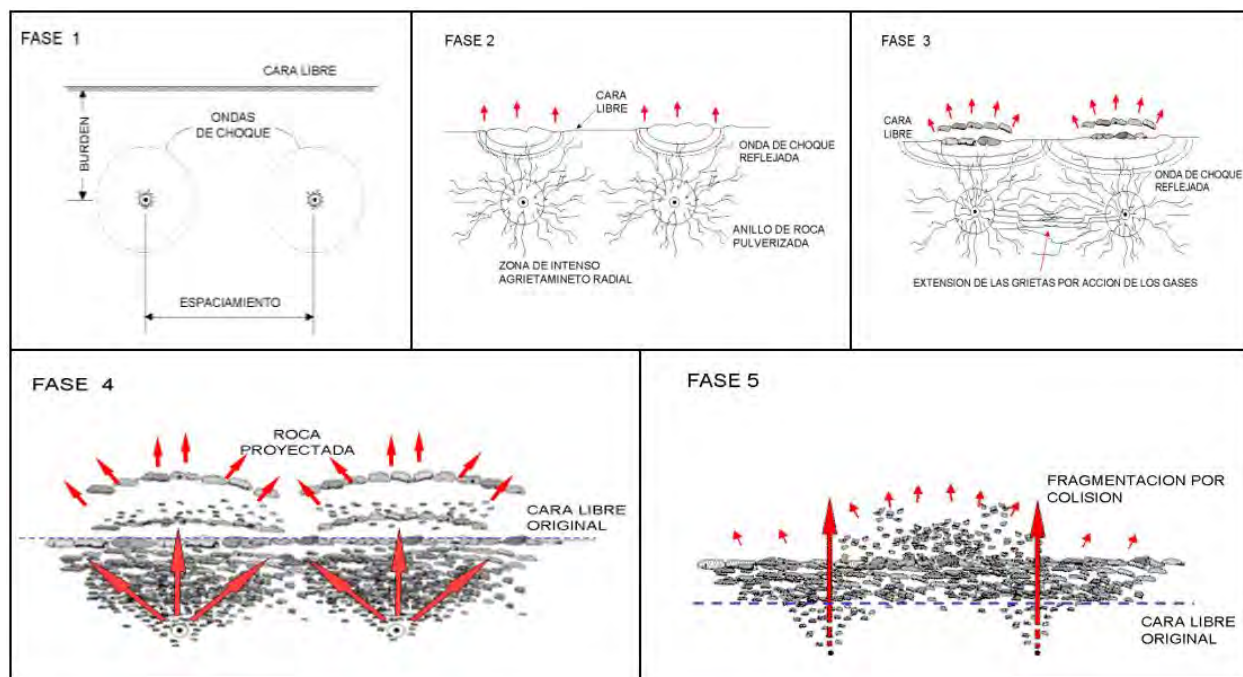 FASE 1
CARA LIBRE
BURDEN
ONDAS
DE CHOQUE
ESPACIAMIENTO
FASE 2
CARA
LIBRE
ONDA DE CHOQUE
REFLEJADA
ANILLO DE ROCA
PULVERIZADA
ZONA DE INTENSO
AGRIETAMINETO RADIAL
FASE 3
CARA
LIBRE
ONDA DE CHOQUE
REFLEJADA
EXTENSION DE LAS GRIETAS POR ACCION DE LOS GASES
FASE 4
ROCA
PROYECTADA
CARA LIBRE
ORIGINAL
FASE 5
FRAGMENTACION POR
COLISION
CARA LIBRE
ORIGINAL